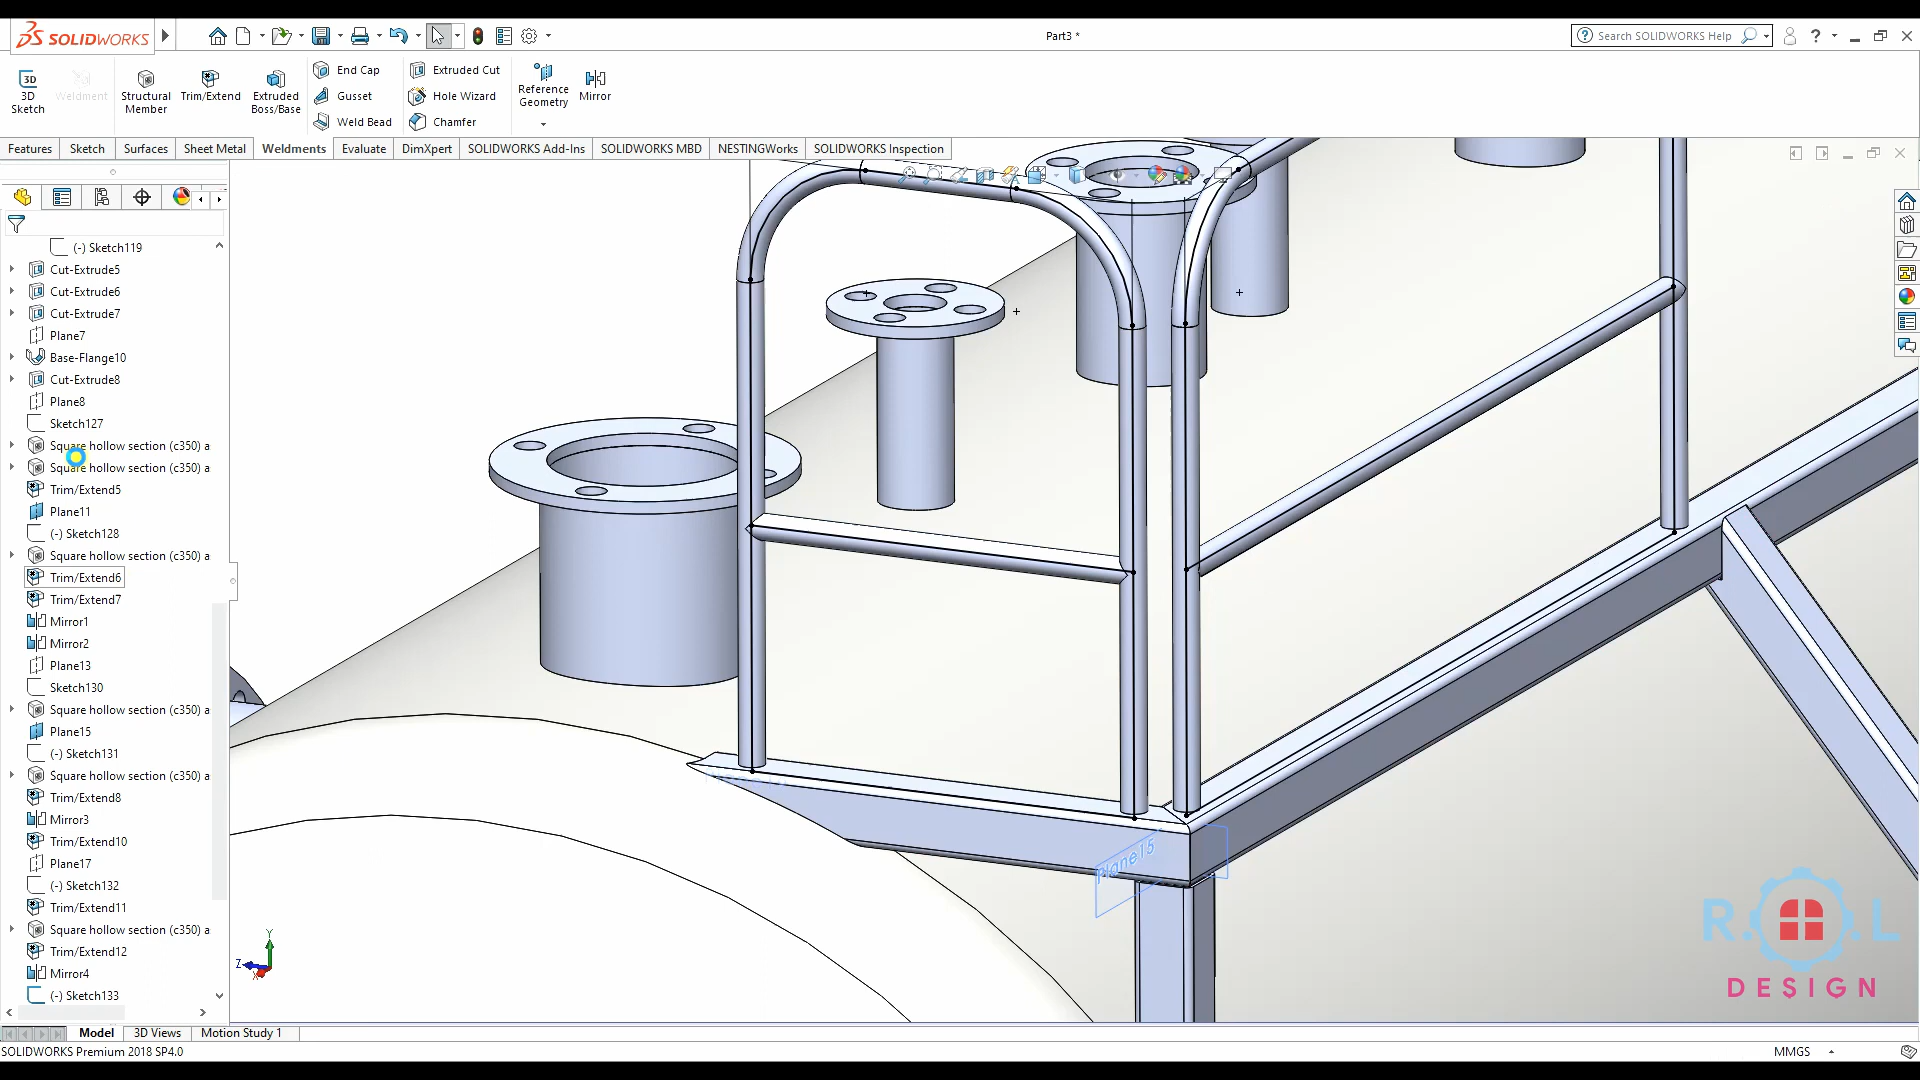 SOLIDWORKS
Part3 *
Search SOLIDWORKS Help
3D Sketch
Weldment
Structural Member
Trim/Extend
Extruded Boss/Base
End Cap
Gusset
Weld Bead
Extruded Cut
Hole Wizard
Chamfer
Reference Geometry
Mirror
Features
Sketch
Surfaces
Sheet Metal
Weldments
Evaluate
DimXpert
SOLIDWORKS Add-Ins
SOLIDWORKS MBD
NESTINGWorks
SOLIDWORKS Inspection
(-) Sketch119
Cut-Extrude5
Cut-Extrude6
Cut-Extrude7
Plane7
Base-Flange10
Cut-Extrude8
Plane8
Sketch127
Square hollow section (c350) a
Square hollow section (c350) a
Trim/Extend5
Plane11
(-) Sketch128
Square hollow section (c350) a
Trim/Extend6
Trim/Extend7
Mirror1
Mirror2
Plane13
Sketch130
Square hollow section (c350) a
Plane15
(-) Sketch131
Square hollow section (c350) a
Trim/Extend8
Mirror3
Trim/Extend10
Plane17
(-) Sketch132
Trim/Extend11
Square hollow section (c350) a
Trim/Extend12
Mirror4
(-) Sketch133
Plane15
Y
Z
X
R.O.L
DESIGN
Model
3D Views
Motion Study 1
SOLIDWORKS Premium 2018 SP4.0
MMGS